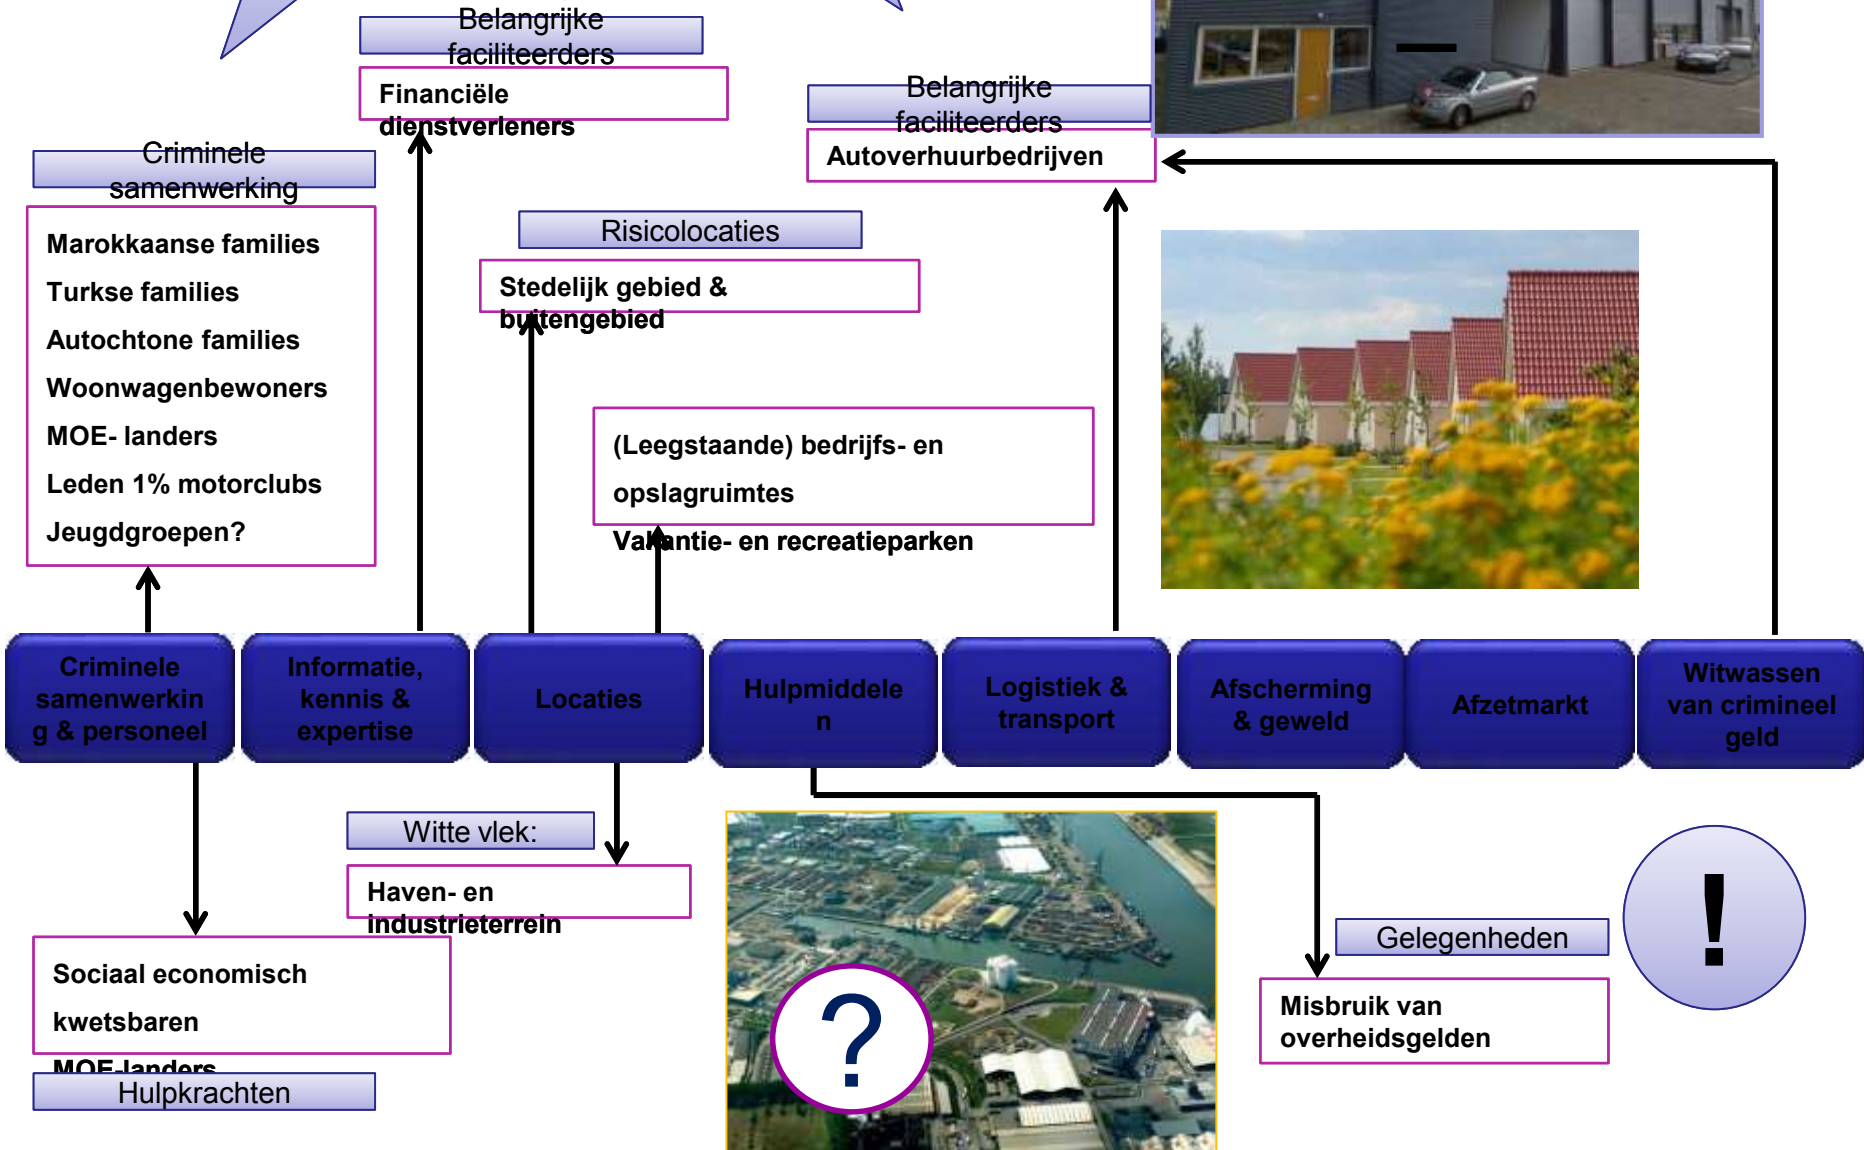 Belangrijke
faciliteerders
Financiële
dienstverleners
Belangrijke
faciliteerders
Autoverhuurbedrijven
Criminele
samenwerking
Marokkaanse families
Turkse families
Autochtone families
Woonwagenbewoners
MOE- landers
Leden 1% motorclubs
Jeugdgroepen?
Risicolocaties
Stedelijk gebied &
buitengebied
(Leegstaande) bedrijfs- en
opslagruimtes
Vakantie- en recreatieparken
Criminele
samenwerkin
g & personeel
Informatie,
kennis &
expertise
Locaties
Hulpmiddele
n
Logistiek &
transport
Afscherming
& geweld
Afzetmarkt
Witwassen
van crimineel
geld
Witte vlek:
Haven- en
industrieterrein
Sociaal economisch
kwetsbaren
MOE-landers
Hulpkrachten
?
Gelegenheden
Misbruik van
overheidsgelden
!